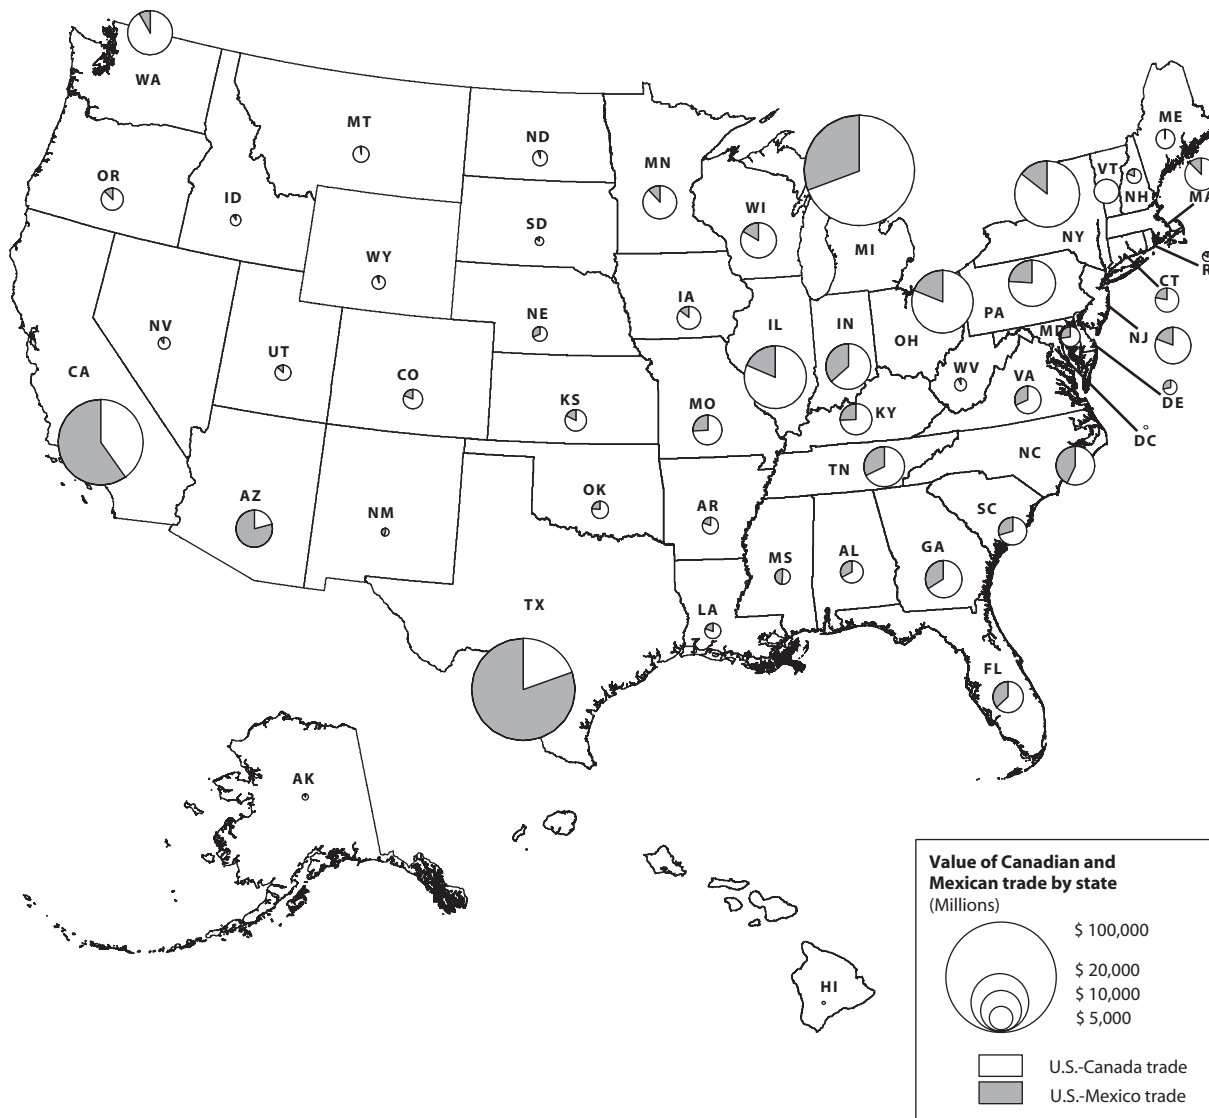 WA
MT
ND
ME
MN
VT
OR
ID
NH
MA
WI
SD
NY
MI
WY
R
CT
IA
NE
PA
NV
IL
IN
MD
NJ
OH
UT
CA
WV
CO
VA
KS
MO
DE
KY
DC
NC
TN
OK
AZ
NM
AR
SC
GA
MS
AL
TX
LA
FL
AK
HI
Value of Canadian and
Mexican trade by state
(Millions)
$ 100,000
$ 20,000
$ 10,000
$ 5,000
U.S.-Canada trade
U.S.-Mexico trade